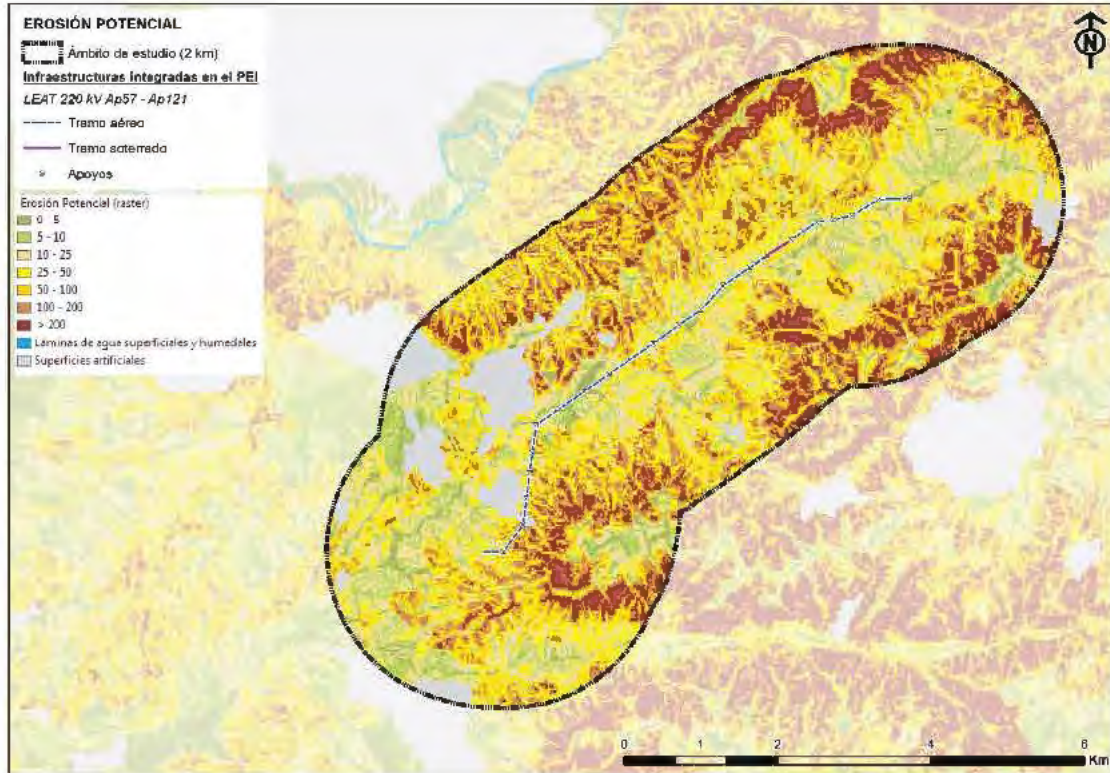 EROSIÓN POTENCIAL
Ámbito de estudio (2 km)
Infraestructuras integradas en el PEI
LEAT 220 kV Ap57 - Ap121
Tramo aéreo
Tramo soterrado
Apoyos
Erosión Potencial (raster)
0 - 5
5 - 10
10 - 25
25 - 50
50 - 100
100 - 200
> 200
Láminas de agua superficiales y humedales
Superficies artificiales
N
0 1 2 4 6
Km